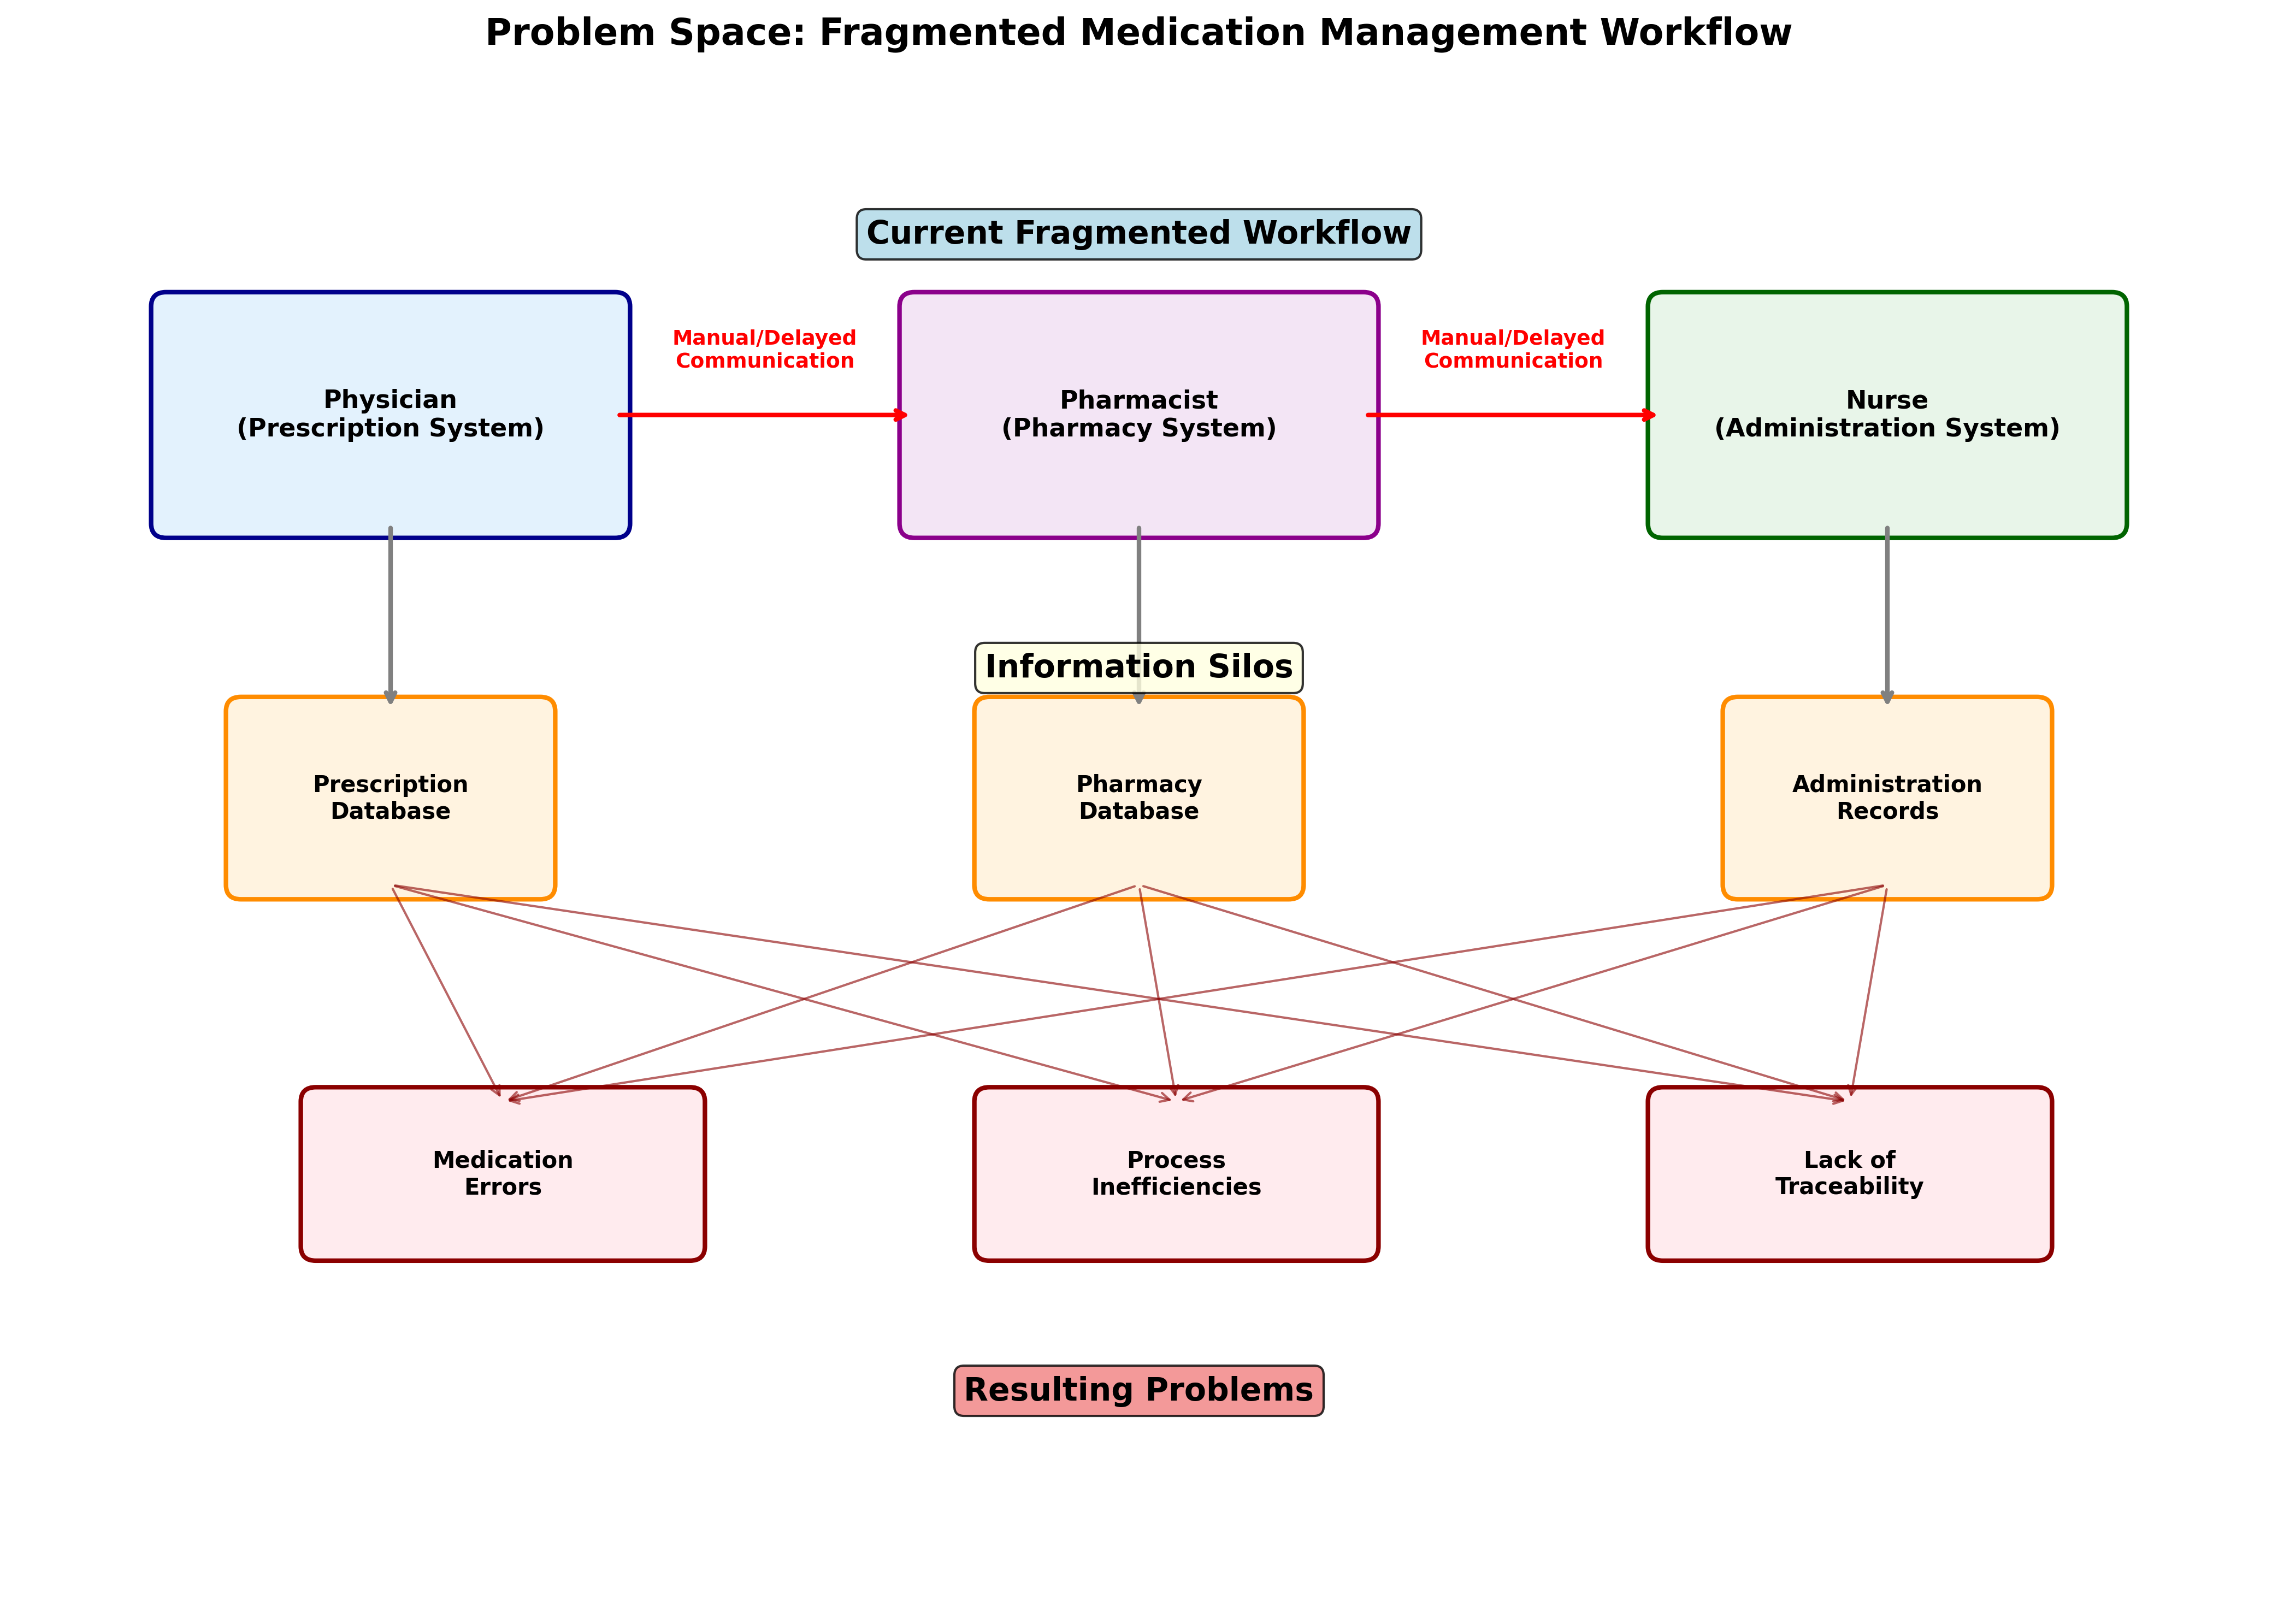 Problem Space: Fragmented Medication Management Workflow
Current Fragmented Workflow
Manual/Delayed
Communication
Manual/Delayed
Communication
Physician
(Prescription System)
Pharmacist
(Pharmacy System)
Nurse
(Administration System)
Information Silos
Prescription
Database
Pharmacy
Database
Administration
Records
Medication
Errors
Process
Inefficiencies
Lack of
Traceability
Resulting Problems